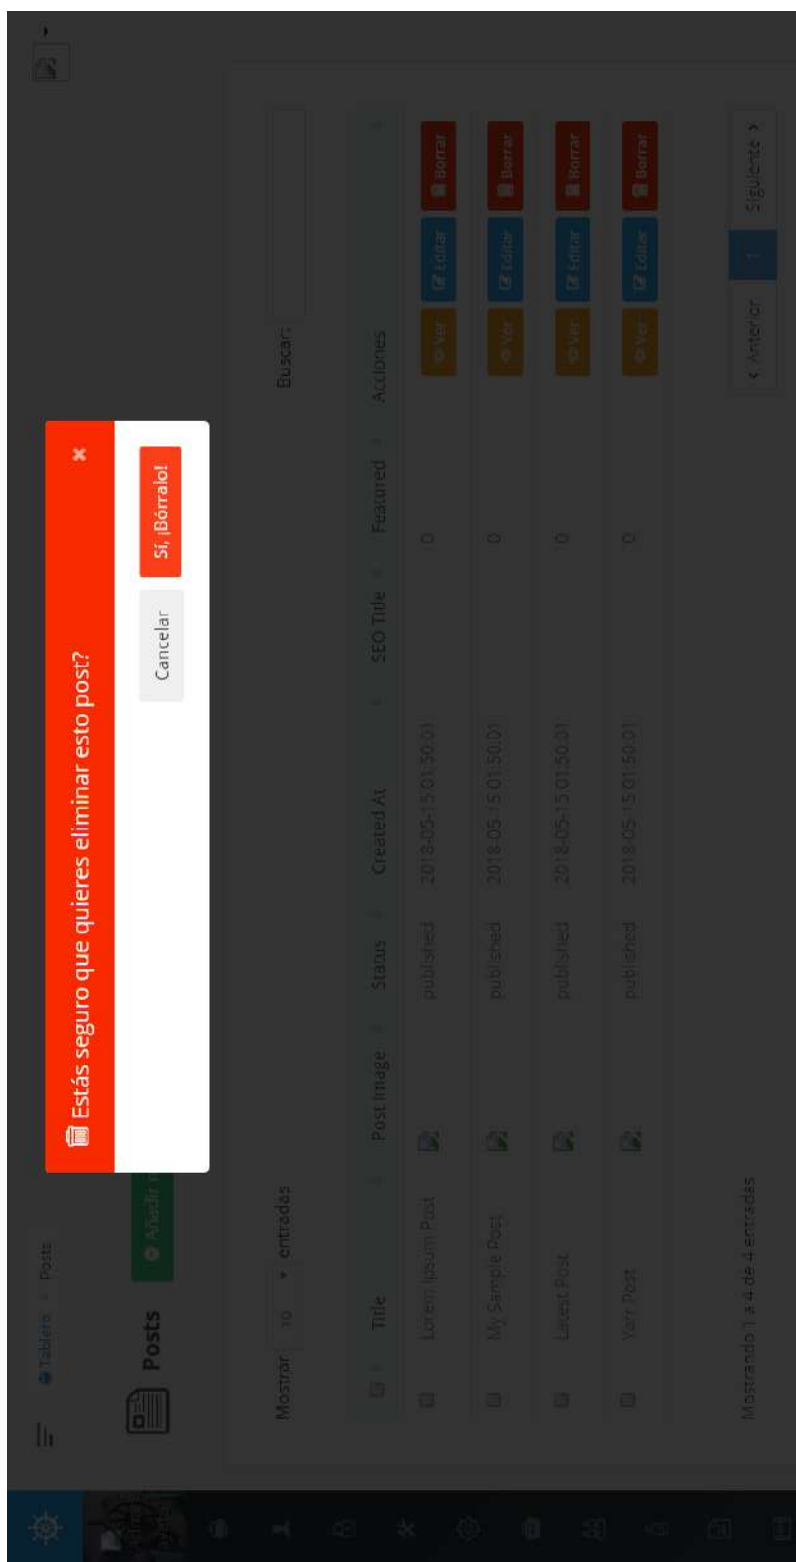 Tablero Posts
Estás seguro que quieres eliminar esto post?
Posts
Añadir
Cancelar
Sí, ¡Bórralo!
Mostrar 10 entradas
Buscar:
Title Post Image Status Created At SEO Title Featured Acciones
Lorem Ipsum Post published 2018-05-15 01:50:01 0 Ver Editar Borrar
My Sample Post published 2018-05-15 01:50:01 0 Ver Editar Borrar
Latest Post published 2018-05-15 01:50:01 0 Ver Editar Borrar
Yarr Post published 2018-05-15 01:50:01 0 Ver Editar Borrar
Mostrando 1 a 4 de 4 entradas
Anterior 1 Siguiente